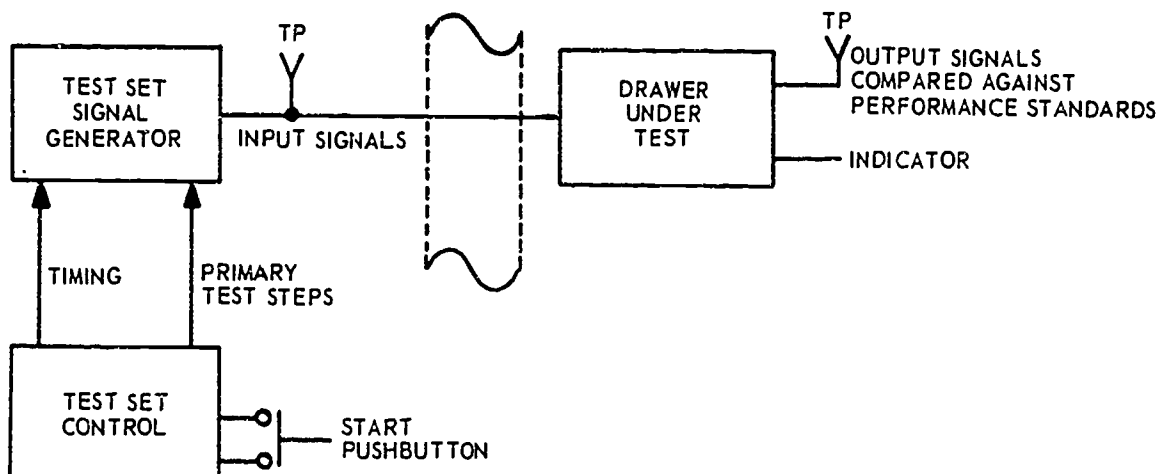 TP
TEST SET
SIGNAL
GENERATOR
INPUT SIGNALS
DRAWER
UNDER
TEST
TP
OUTPUT SIGNALS
COMPARED AGAINST
PERFORMANCE STANDARDS
INDICATOR
TIMING
PRIMARY
TEST STEPS
TEST SET
CONTROL
START
PUSHBUTTON